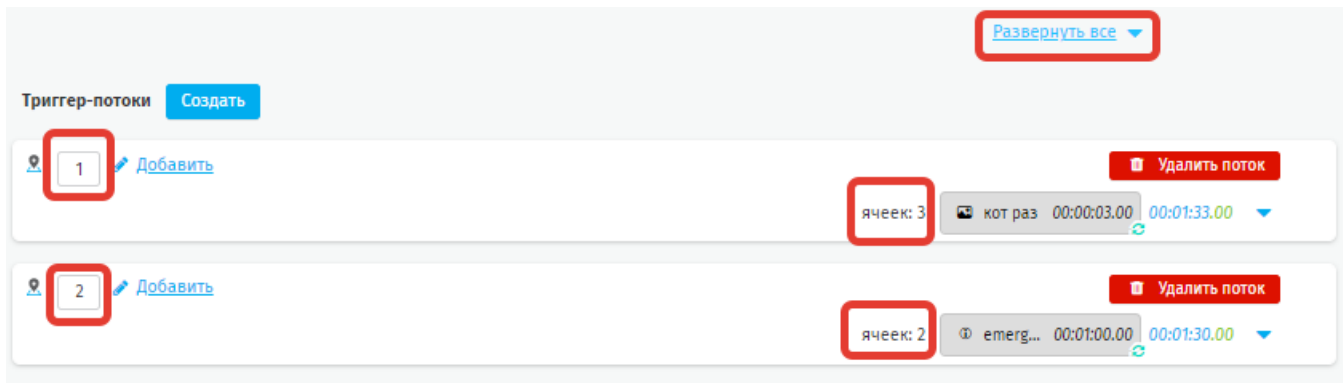 Развернуть все
Триггер-потоки Создать
1 Добавить Удалить поток
ячеек: 3 кот раз 00:00:03.00 00:01:33.00
2 Добавить Удалить поток
ячеек: 2 emerg... 00:01:00.00 00:01:30.00